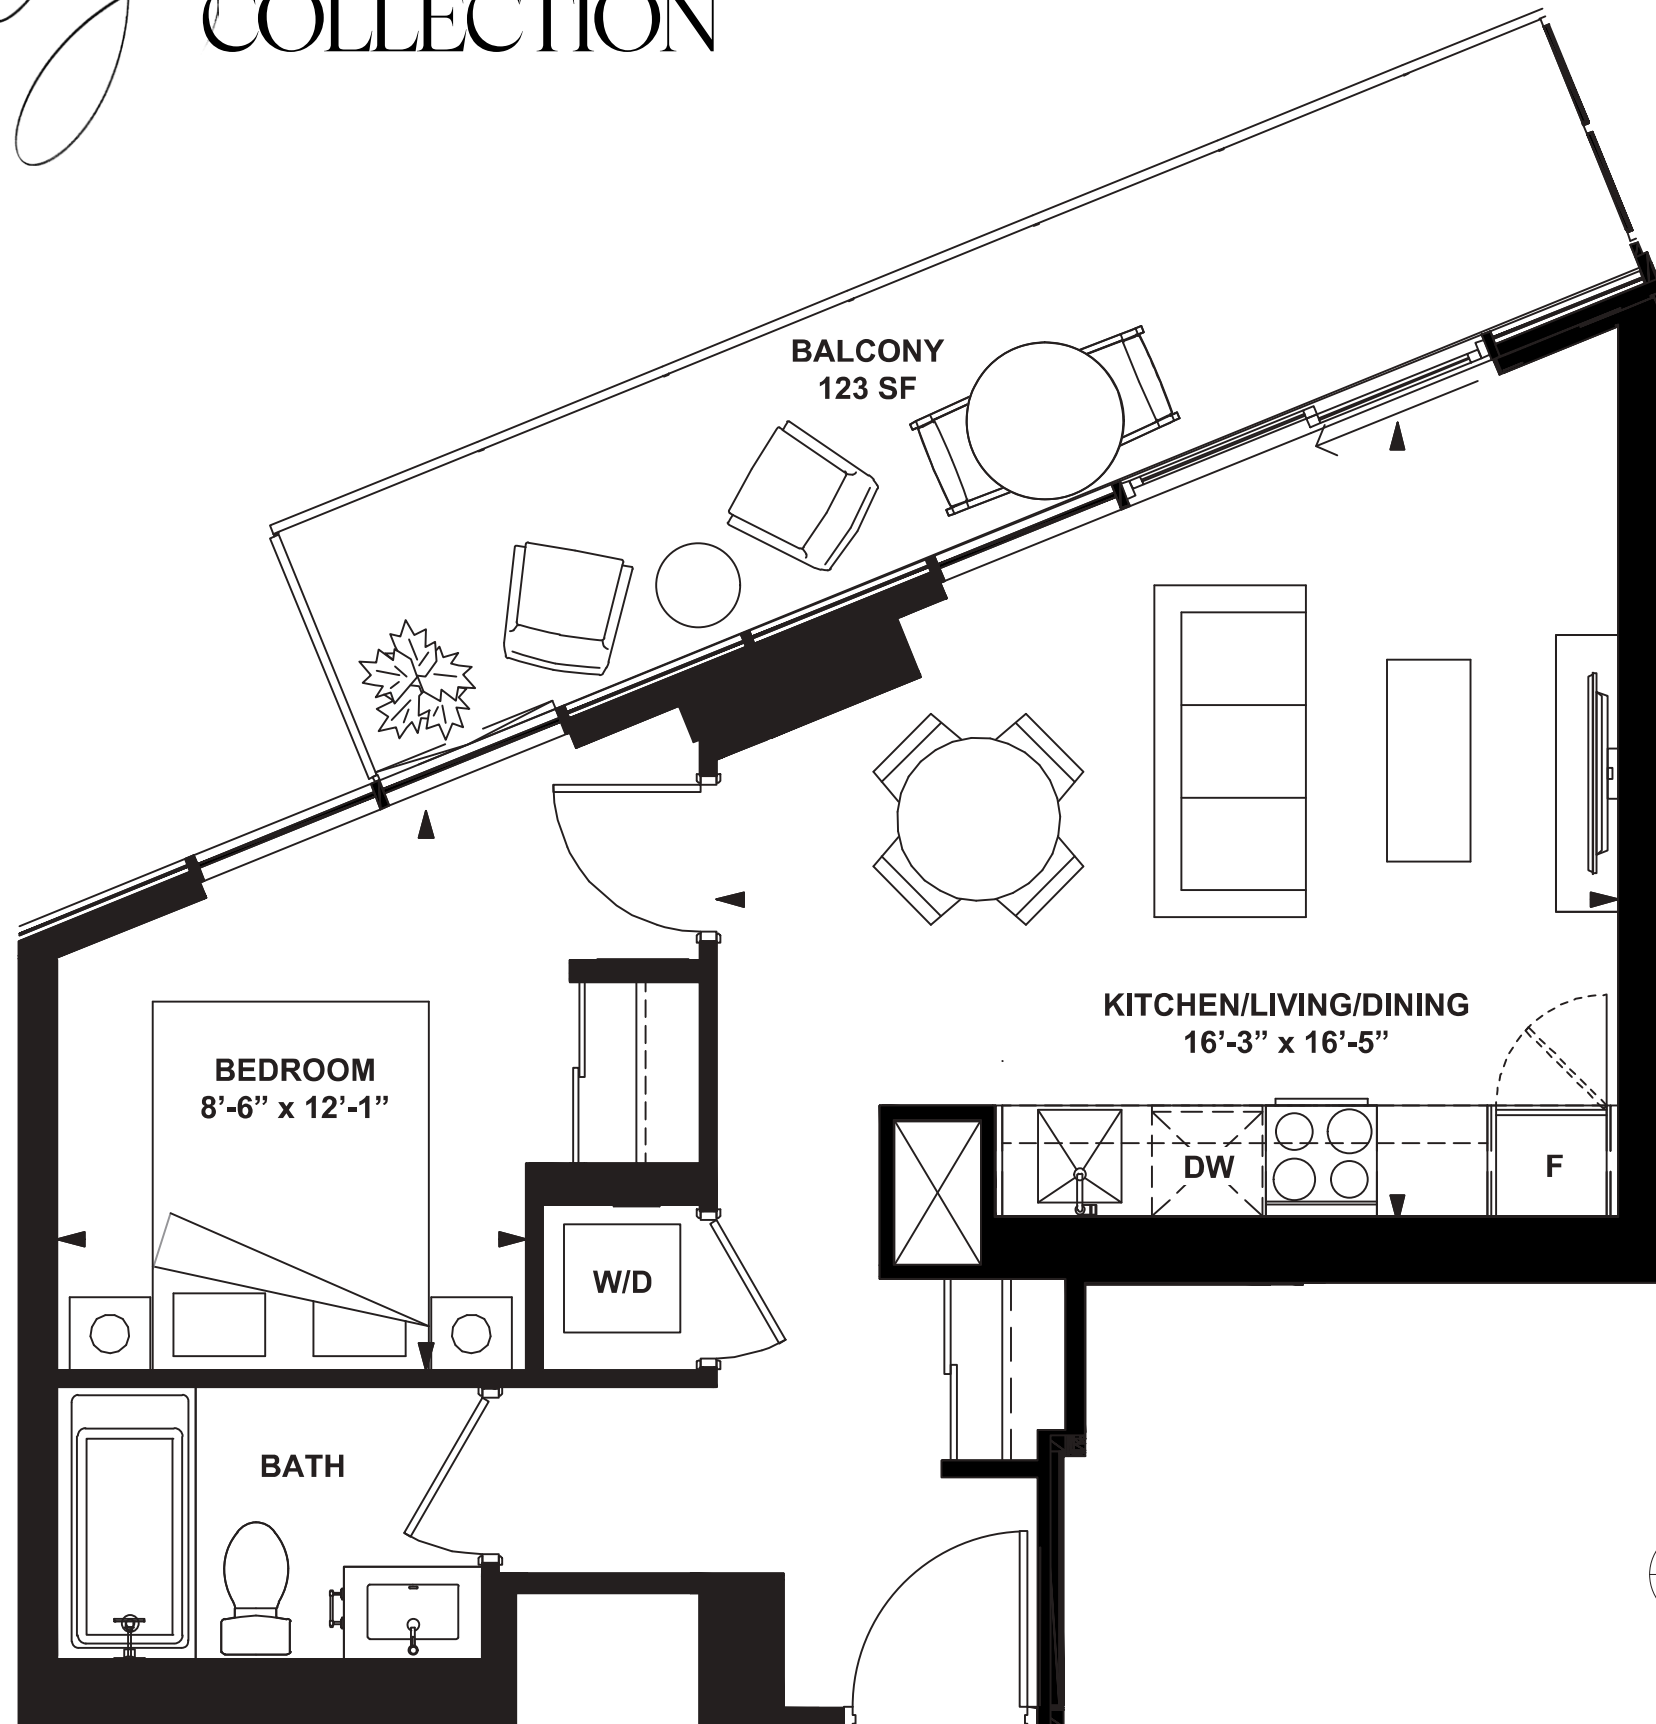 COLLECTION
BALCONY
123 SF
KITCHEN/LIVING/DINING
16’-3” x 16’-5”
BEDROOM
8’-6” x 12’-1”
DW
F
W/D
BATH